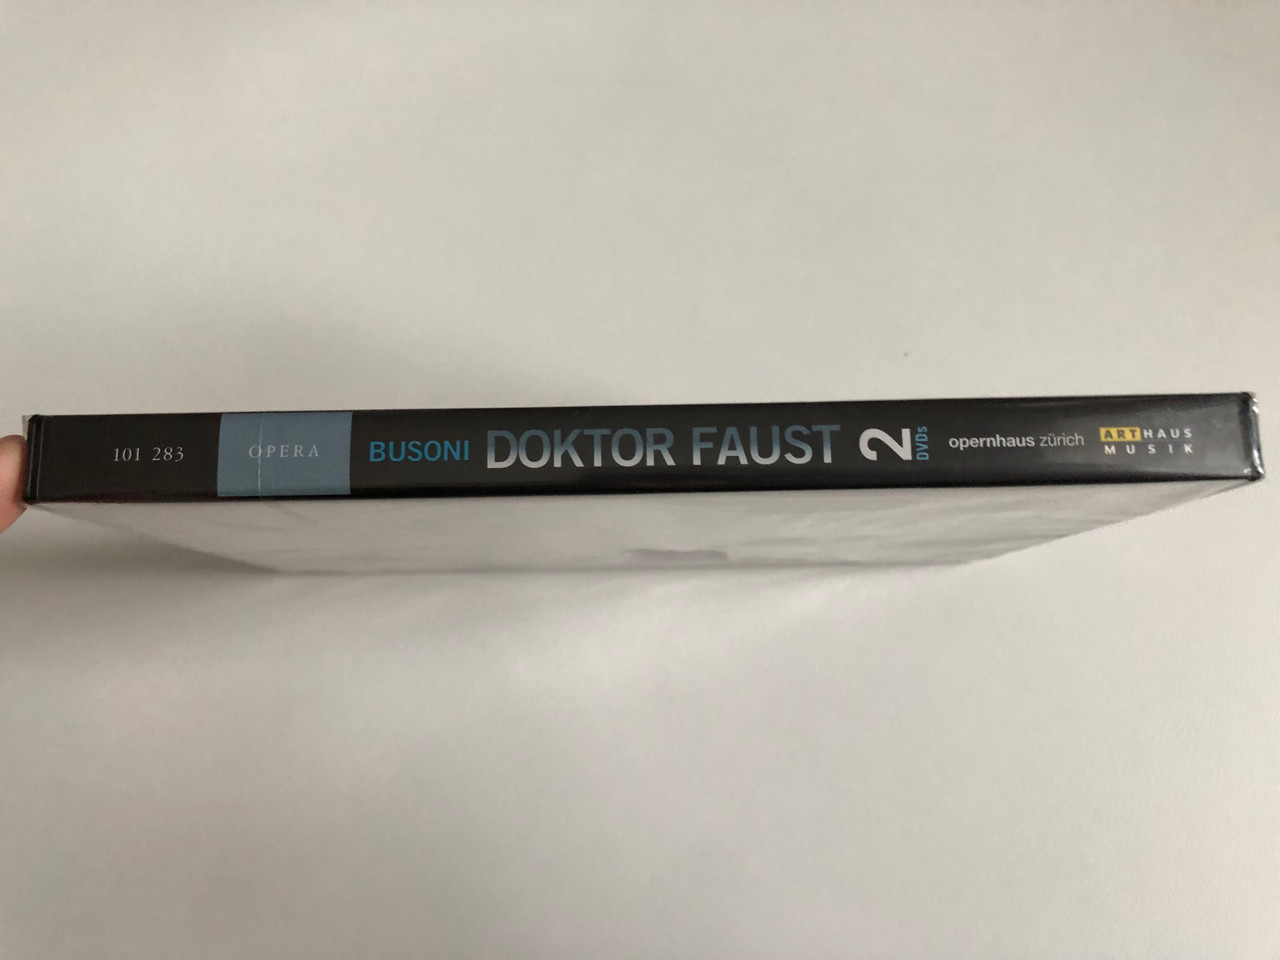 101 283
OPERA
BUSONI DOKTOR FAUST
2
DVDs
opernhaus zürich
ARTHAUS
MUSIK